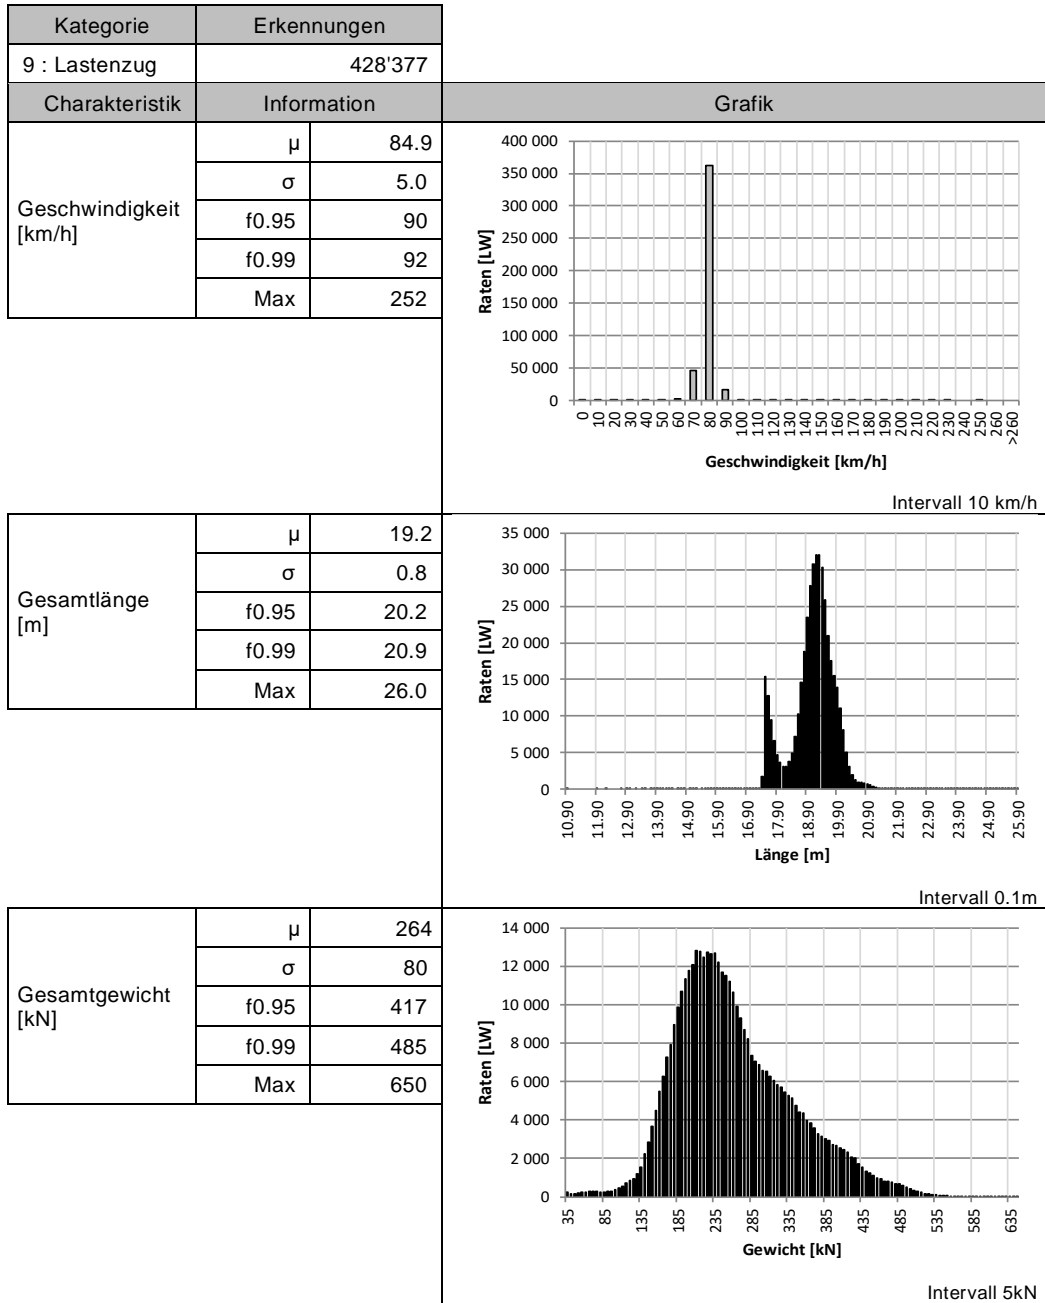 Kategorie Erkennungen
9 : Lastenzug 428'377
Charakteristik Information Grafik
Geschwindigkeit
[km/h]
μ 84.9
σ 5.0
f0.95 90
f0.99 92
Max 252
400 000
350 000
300 000
250 000
200 000
150 000
100 000
50 000
0
Raten [LW]
0 10 20 30 40 50 60 70 80 90 100 110 120 130 140 150 160 170 180 190 200 210 220 230 240 250 260 >260
Geschwindigkeit [km/h]
Intervall 10 km/h
Gesamtlänge
[m]
μ 19.2
σ 0.8
f0.95 20.2
f0.99 20.9
Max 26.0
35 000
30 000
25 000
20 000
15 000
10 000
5 000
0
Raten [LW]
10.90 11.90 12.90 13.90 14.90 15.90 16.90 17.90 18.90 19.90 20.90 21.90 22.90 23.90 24.90 25.90
Länge [m]
Intervall 0.1m
Gesamtgewicht
[kN]
μ 264
σ 80
f0.95 417
f0.99 485
Max 650
14 000
12 000
10 000
8 000
6 000
4 000
2 000
0
Raten [LW]
35 85 135 185 235 285 335 385 435 485 535 585 635
Gewicht [kN]
Intervall 5kN